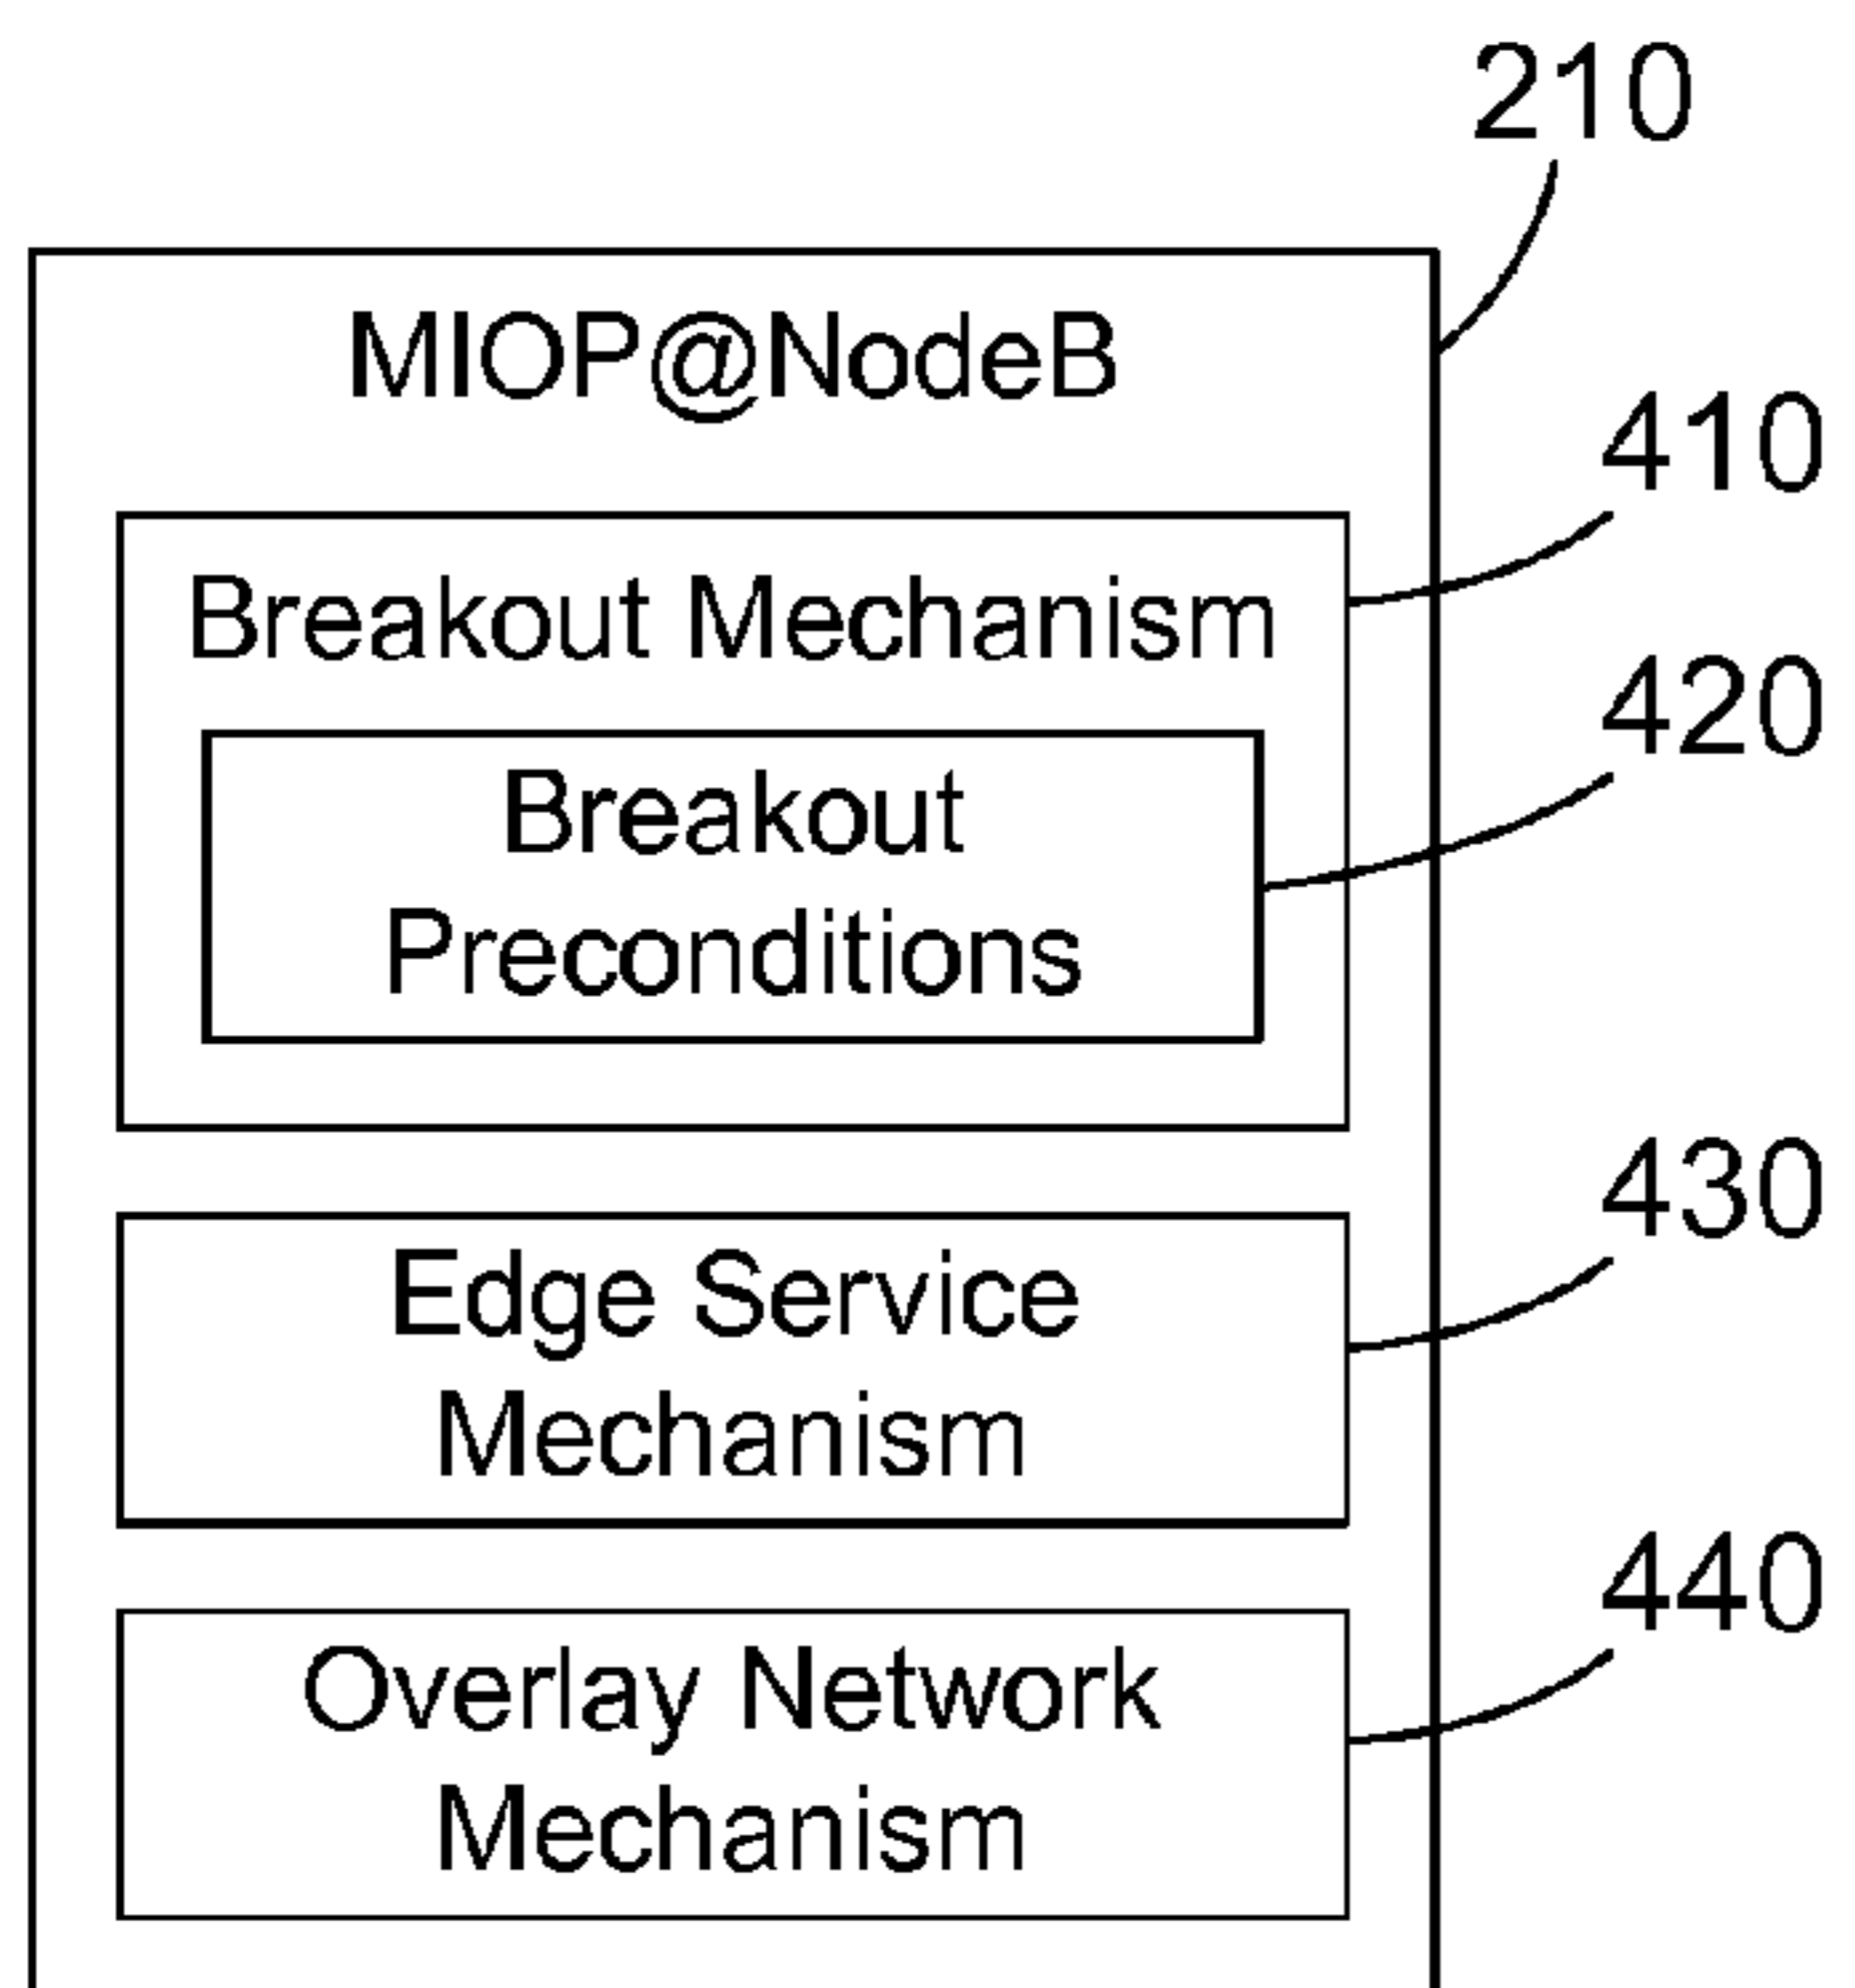 210
MIOP@NodeB
410
Breakout Mechanism
420
Breakout
Preconditions
430
Edge Service
Mechanism
440
Overlay Network
Mechanism